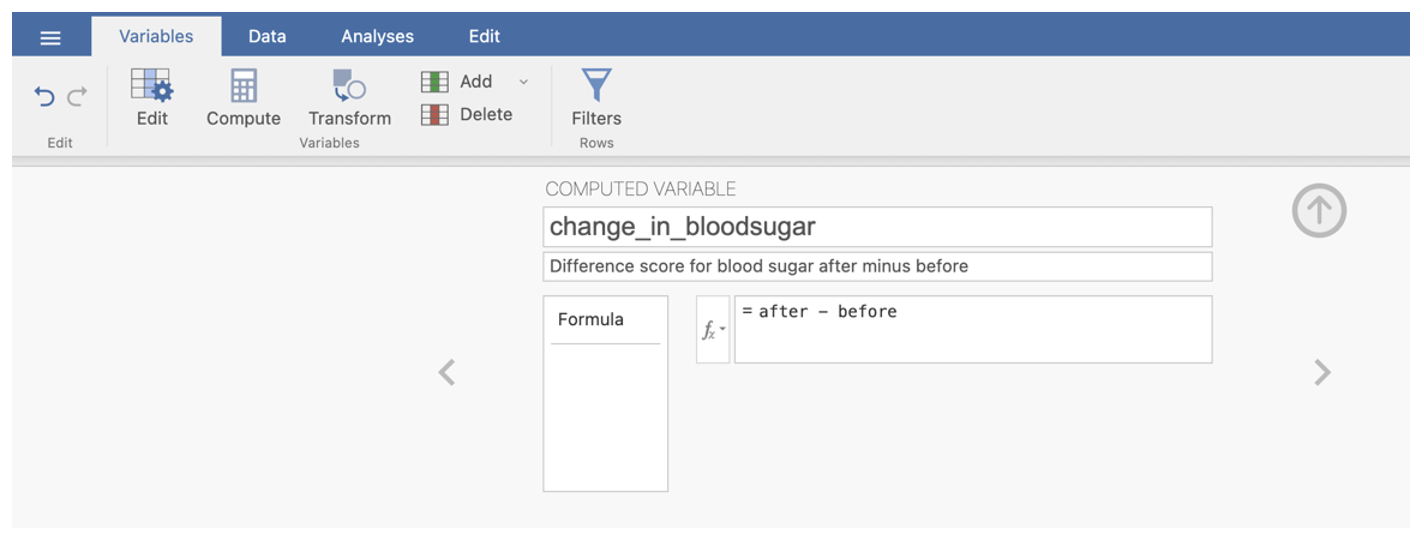 Variables Data Analyses Edit
Edit Compute Transform Add Delete Filters
Edit Variables Rows
COMPUTED VARIABLE
change_in_bloodsugar
Difference score for blood sugar after minus before
Formula
fx = after – before